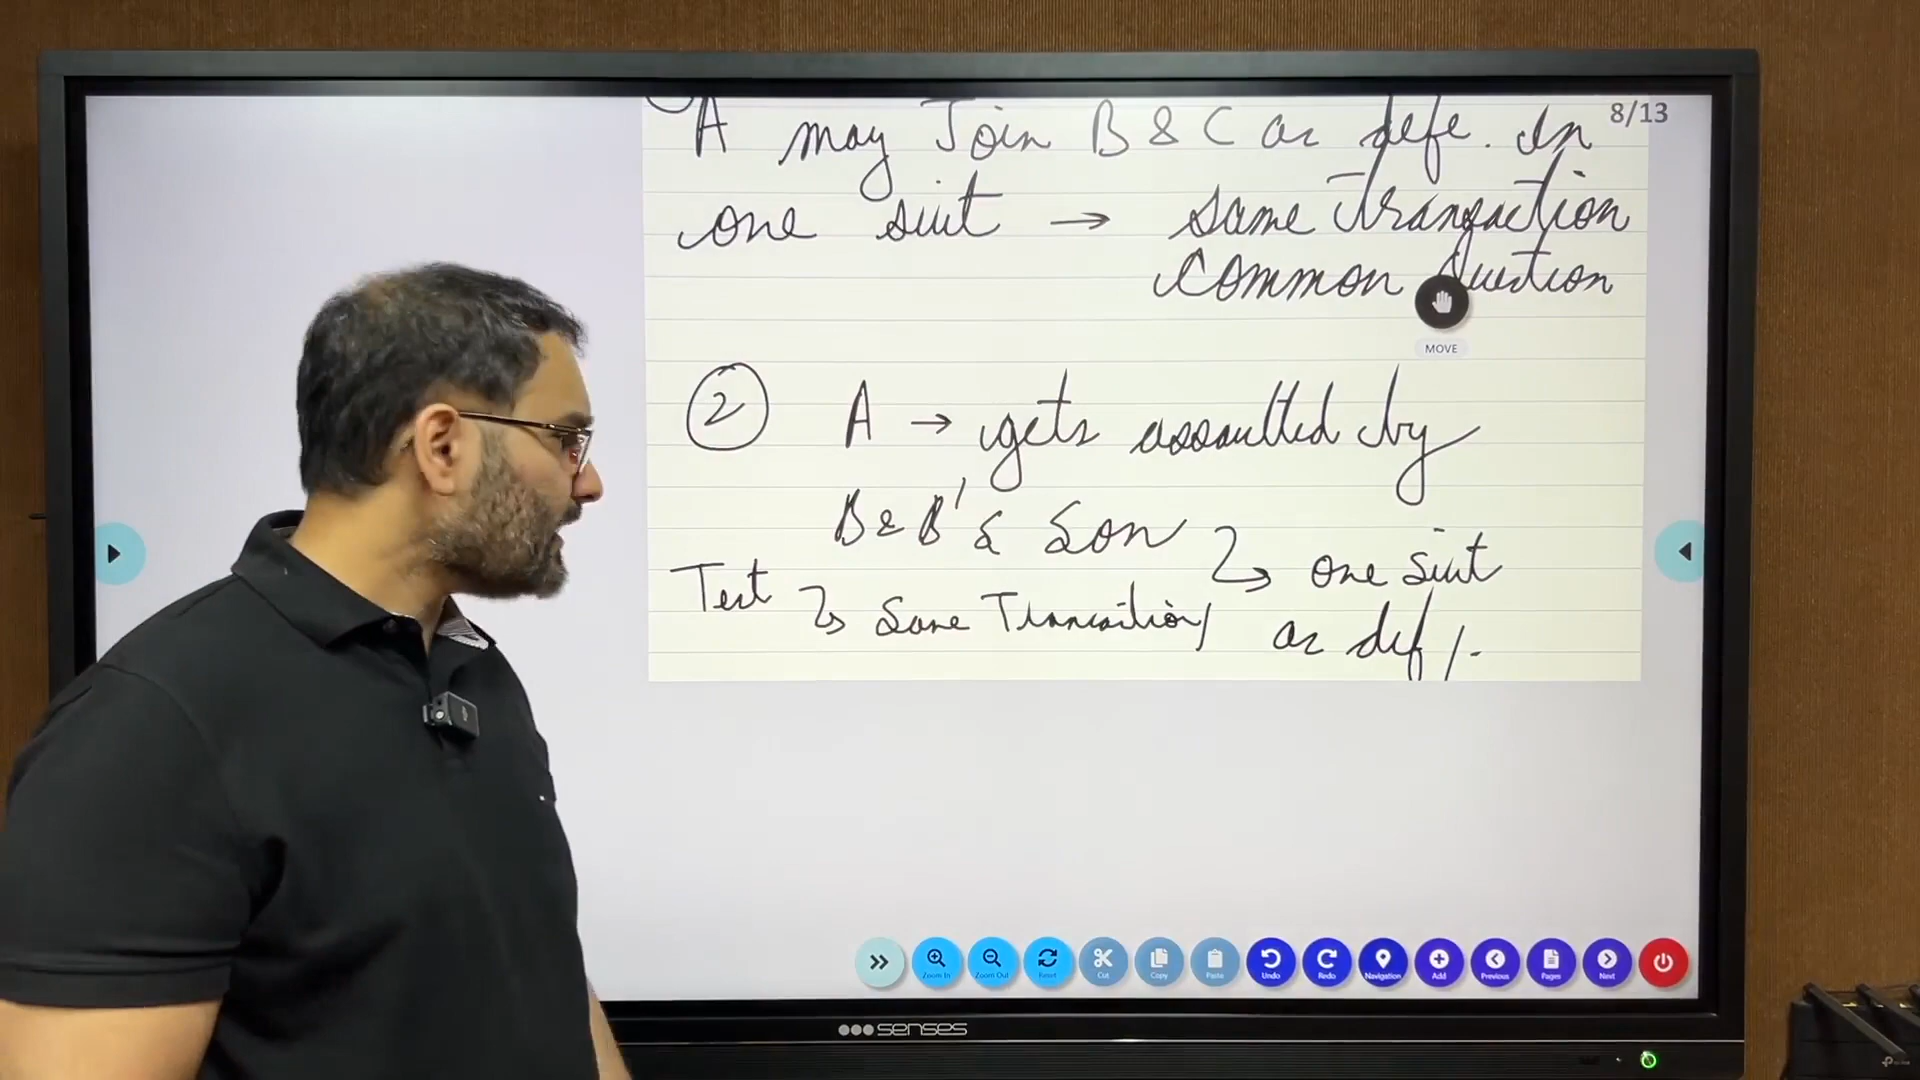 8/13
A may Join B & C as defe. In
one suit → same Transaction
Common Question
MOVE
2 A → gets assaulted by
B & B's Son
one suit
Test
Same Transaction/
as def/.
Zoom In Zoom Out Reset Cut Copy Paste Undo Redo Navigation Add Previous Pages Next
senses